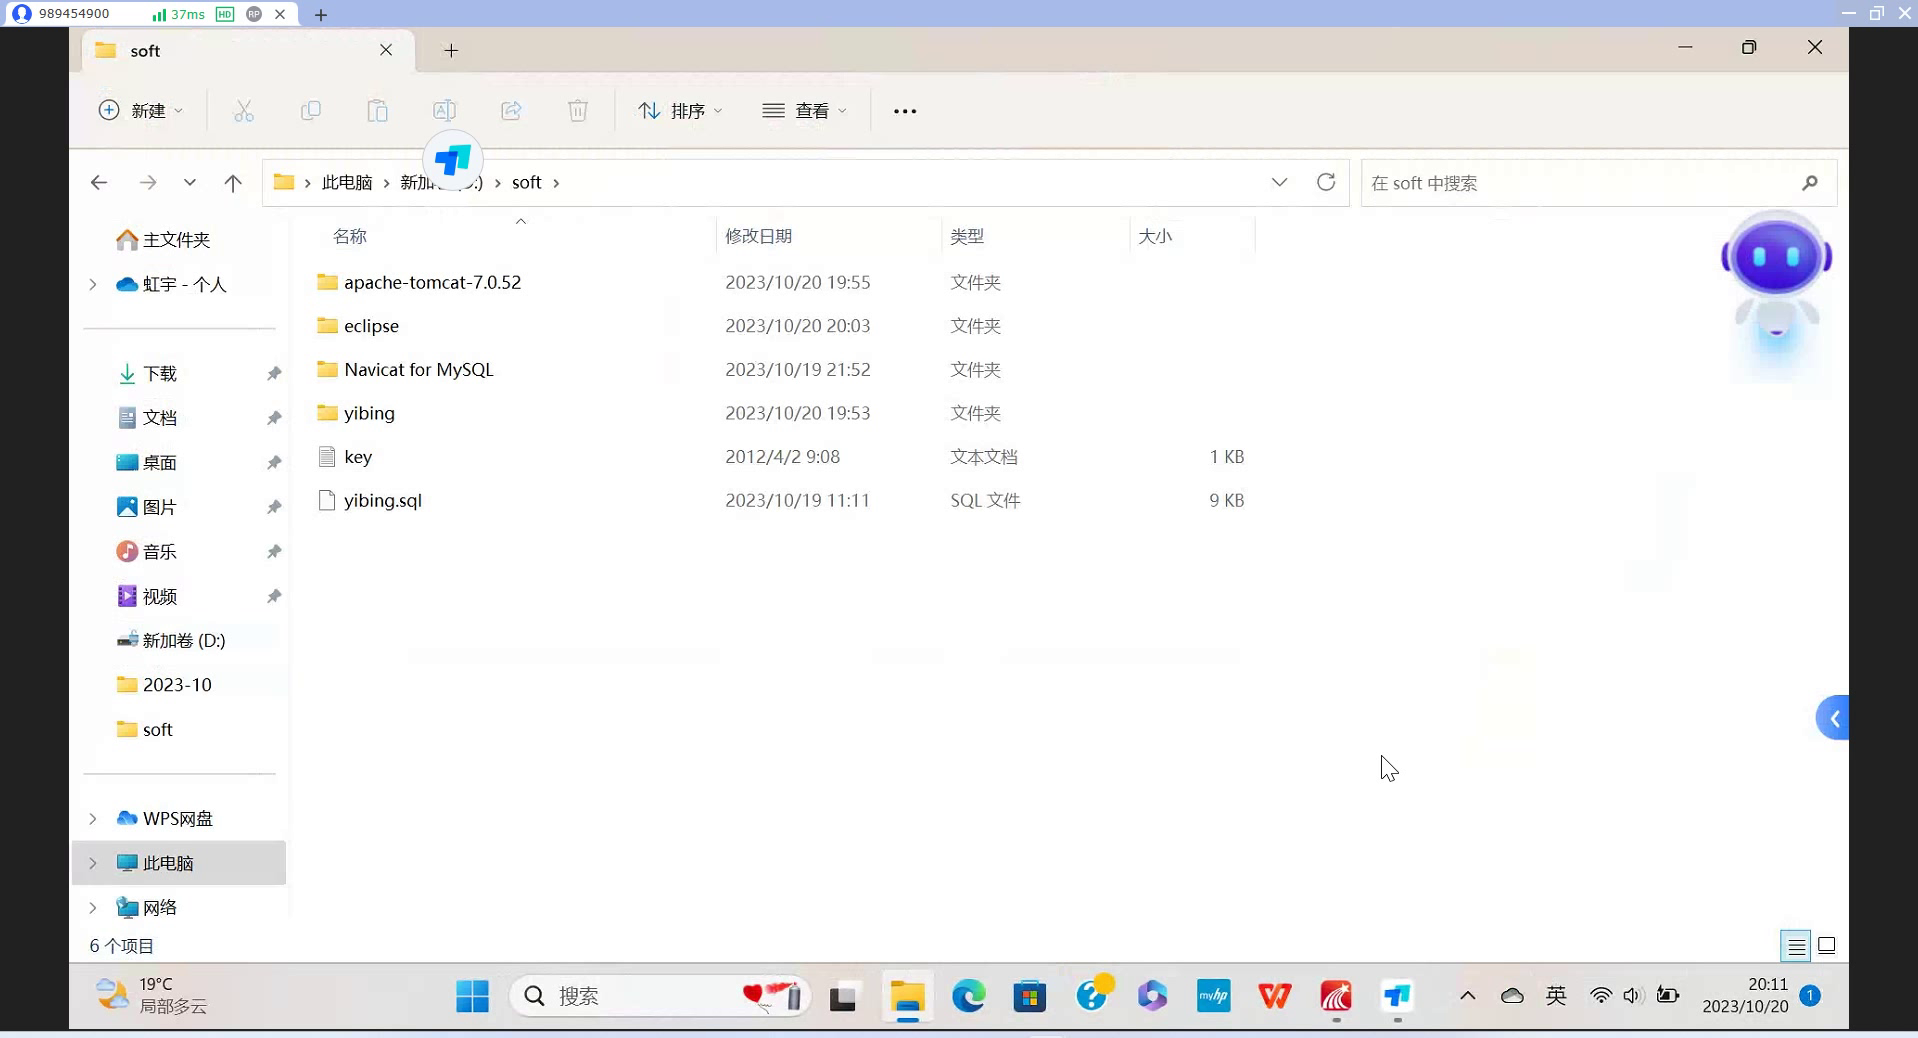 989454900 37ms HD RP
soft
新建 排序 查看
此电脑 soft
在 soft 中搜索
名称 修改日期 类型 大小
apache-tomcat-7.0.52 2023/10/20 19:55 文件夹
eclipse 2023/10/20 20:03 文件夹
Navicat for MySQL 2023/10/19 21:52 文件夹
yibing 2023/10/20 19:53 文件夹
key 2012/4/2 9:08 文本文档 1 KB
yibing.sql 2023/10/19 11:11 SQL 文件 9 KB
主文件夹
虹宇 - 个人
下载
文档
桌面
图片
音乐
视频
新加卷 (D:)
2023-10
soft
WPS网盘
此电脑
网络
6 个项目
19°C
局部多云
搜索
myhp
英
20:11
2023/10/20
1